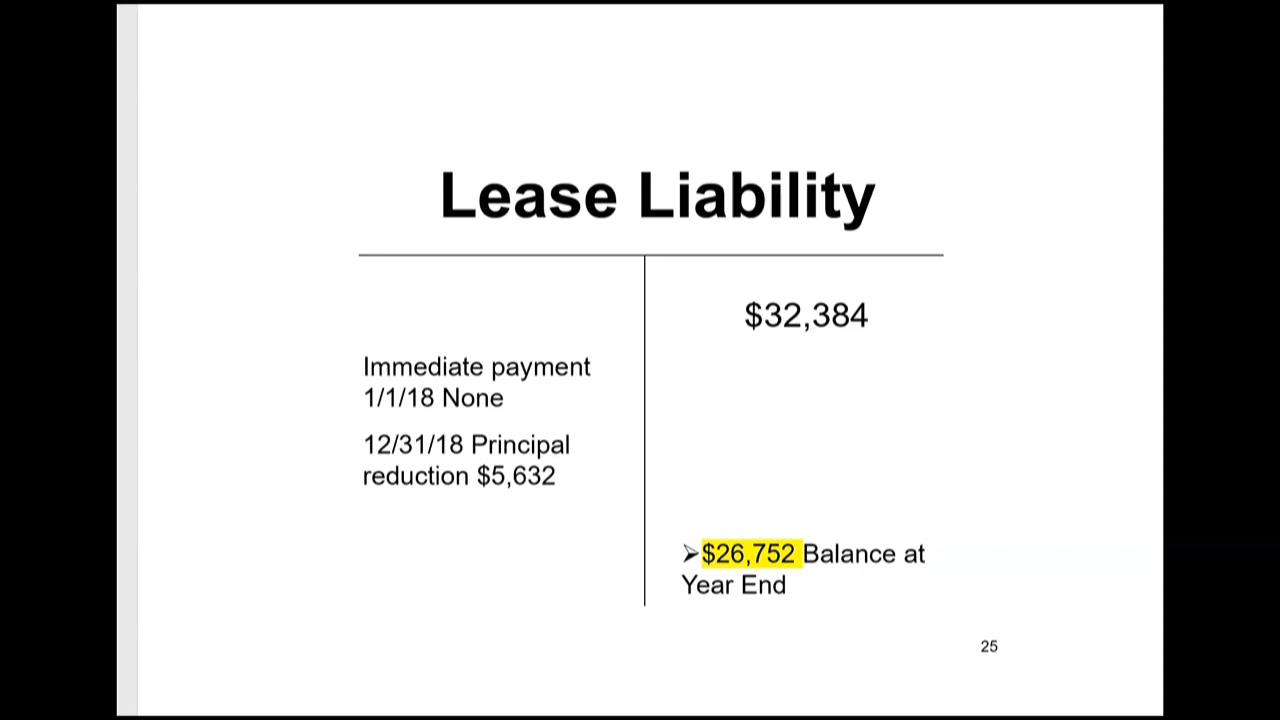 Lease Liability
$32,384
Immediate payment
1/1/18 None
12/31/18 Principal
reduction $5,632
➢$26,752 Balance at
Year End
25